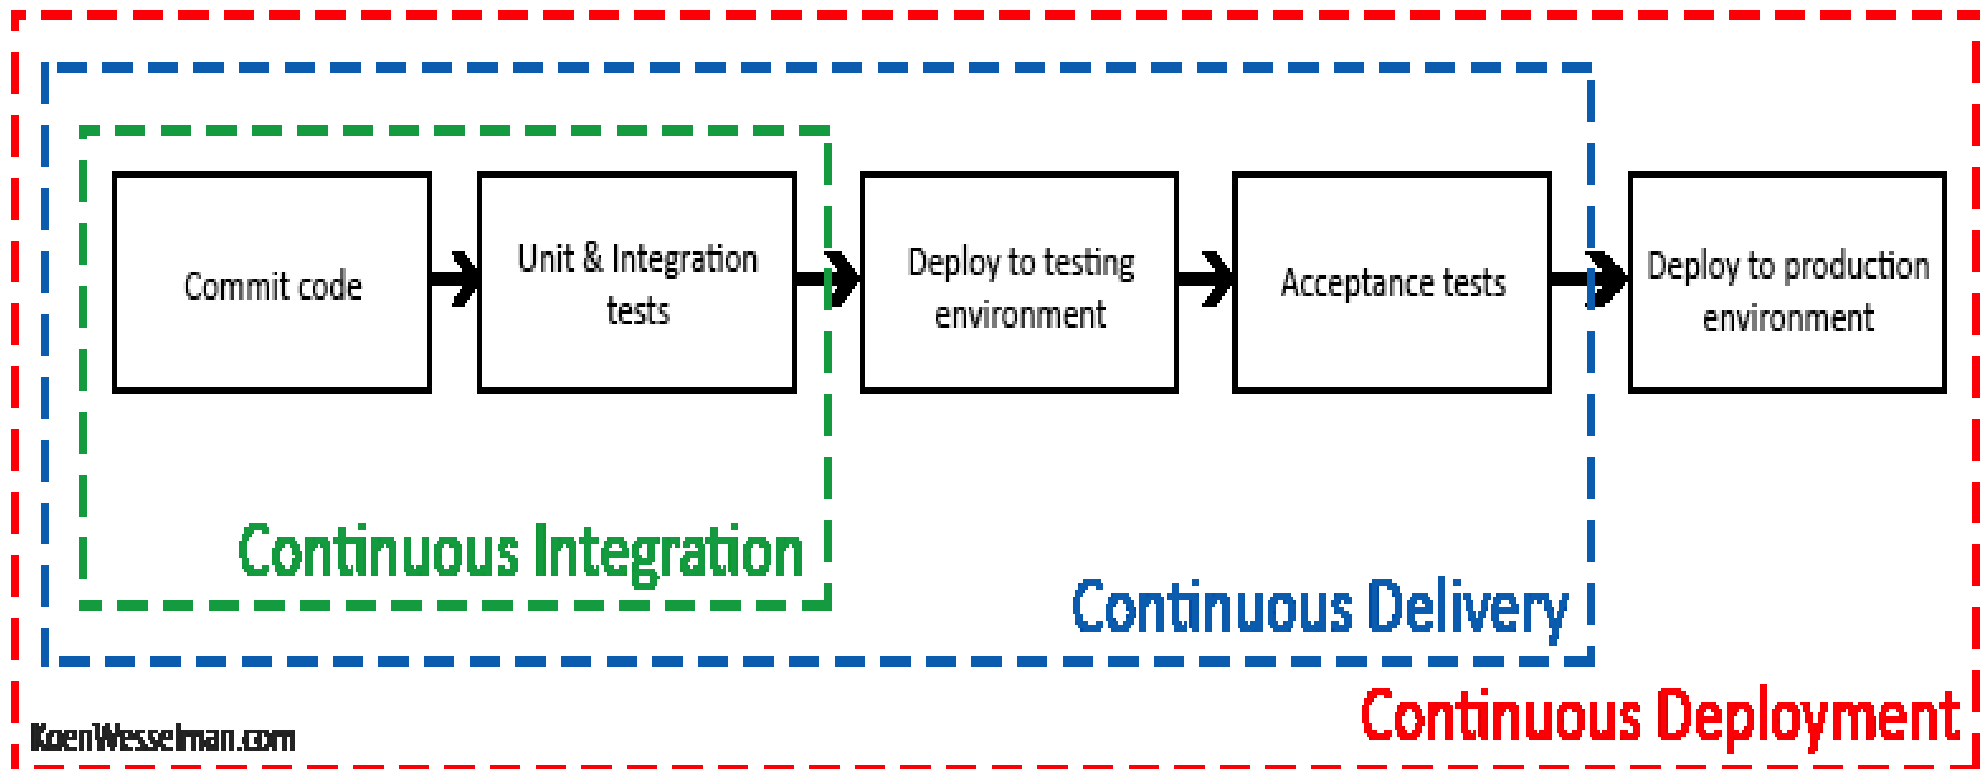 Commit code
Unit & Integration
tests
Deploy to testing
environment
Acceptance tests
Deploy to production
environment
Continuous Integration
Continuous Delivery
Continuous Deployment
KoenWesselman.com